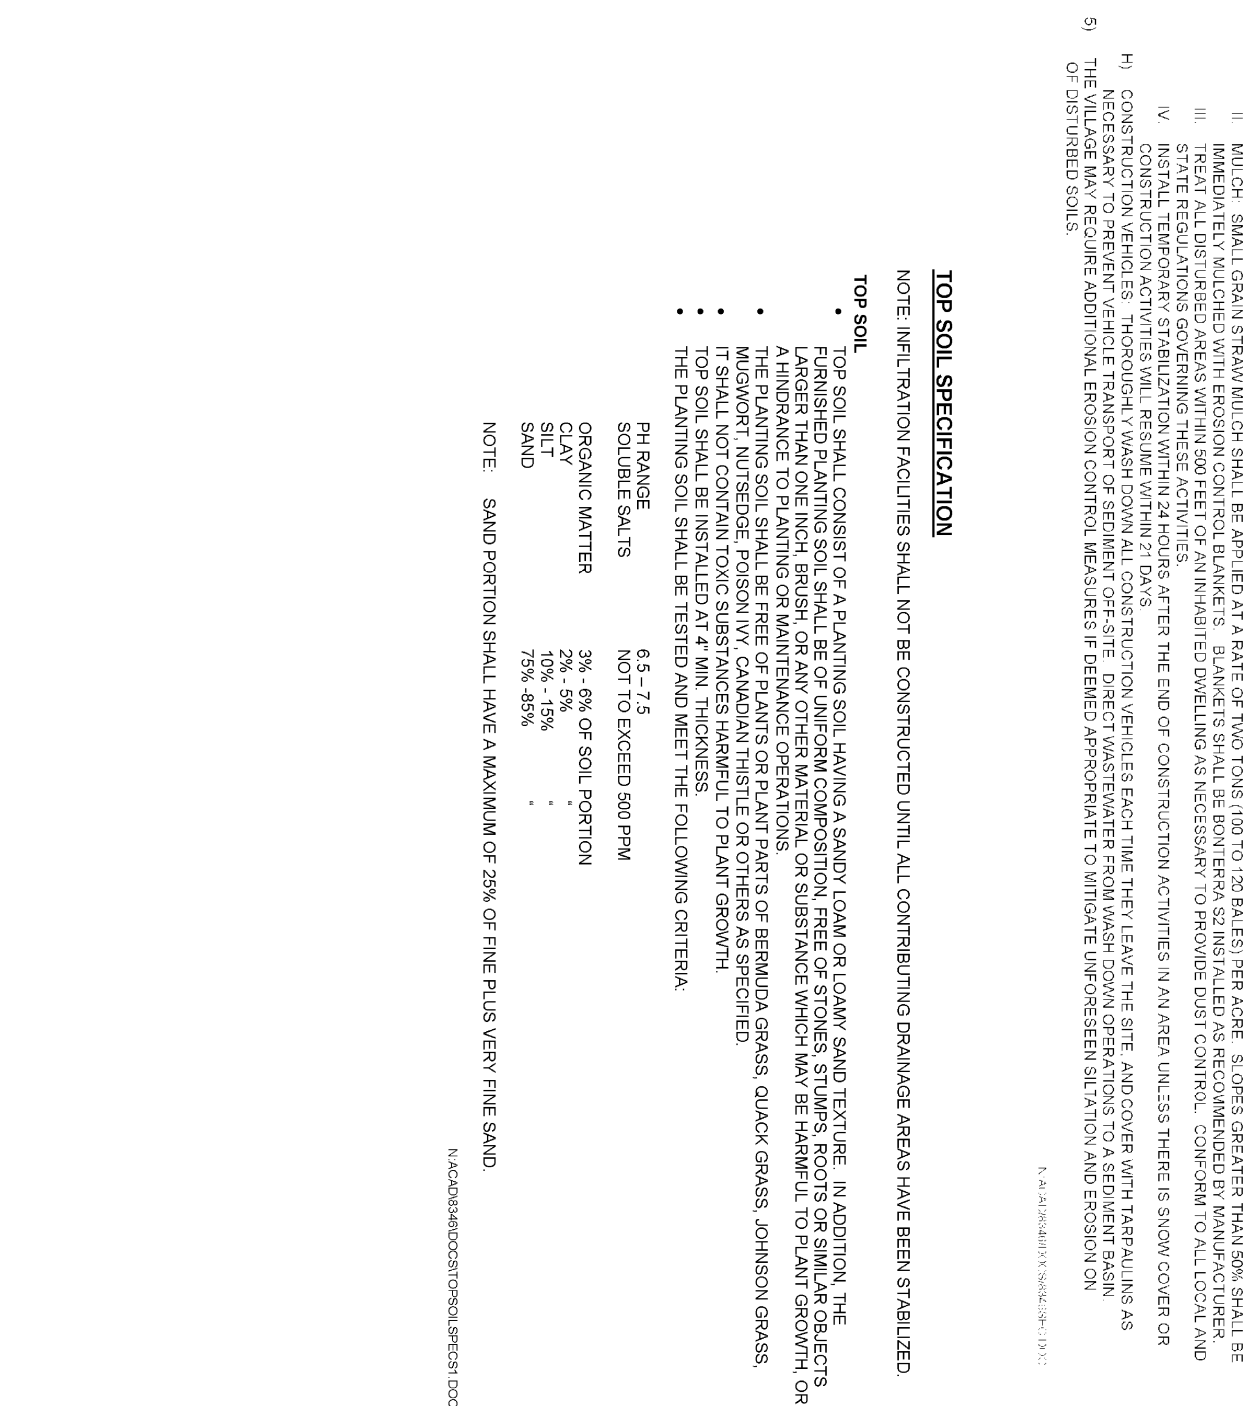 II. MULCH: SMALL GRAIN STRAW MULCH SHALL BE APPLIED AT A RATE OF TWO TONS (100 TO 120 BALES) PER ACRE. SLOPES GREATER THAN 50% SHALL BE
IMMEDIATELY MULCHED WITH EROSION CONTROL BLANKETS. BLANKETS SHALL BE BONTERRA S2 INSTALLED AS RECOMMENDED BY MANUFACTURER.
III. TREAT ALL DISTURBED AREAS WITHIN 500 FEET OF AN INHABITED DWELLING AS NECESSARY TO PROVIDE DUST CONTROL. CONFORM TO ALL LOCAL AND
STATE REGULATIONS GOVERNING THESE ACTIVITIES.
IV. INSTALL TEMPORARY STABILIZATION WITHIN 24 HOURS AFTER THE END OF CONSTRUCTION ACTIVITIES IN AN AREA UNLESS THERE IS SNOW COVER OR
CONSTRUCTION ACTIVITIES WILL RESUME WITHIN 21 DAYS.
H) CONSTRUCTION VEHICLES: THOROUGHLY WASH DOWN ALL CONSTRUCTION VEHICLES EACH TIME THEY LEAVE THE SITE, AND COVER WITH TARPAULINS AS
NECESSARY TO PREVENT VEHICLE TRANSPORT OF SEDIMENT OFF-SITE. DIRECT WASTEWATER FROM WASH DOWN OPERATIONS TO A SEDIMENT BASIN.
5) THE VILLAGE MAY REQUIRE ADDITIONAL EROSION CONTROL MEASURES IF DEEMED APPROPRIATE TO MITIGATE UNFORESEEN SILTATION AND EROSION ON
OF DISTURBED SOILS.
TOP SOIL SPECIFICATION
NOTE: INFILTRATION FACILITIES SHALL NOT BE CONSTRUCTED UNTIL ALL CONTRIBUTING DRAINAGE AREAS HAVE BEEN STABILIZED.
TOP SOIL
• TOP SOIL SHALL CONSIST OF A PLANTING SOIL HAVING A SANDY LOAM OR LOAMY SAND TEXTURE. IN ADDITION, THE
FURNISHED PLANTING SOIL SHALL BE OF UNIFORM COMPOSITION, FREE OF STONES, STUMPS, ROOTS OR SIMILAR OBJECTS
LARGER THAN ONE INCH, BRUSH, OR ANY OTHER MATERIAL OR SUBSTANCE WHICH MAY BE HARMFUL TO PLANT GROWTH, OR
A HINDRANCE TO PLANTING OR MAINTENANCE OPERATIONS.
• THE PLANTING SOIL SHALL BE FREE OF PLANTS OR PLANT PARTS OF BERMUDA GRASS, QUACK GRASS, JOHNSON GRASS,
MUGWORT, NUTSEDGE, POISON IVY, CANADIAN THISTLE OR OTHERS AS SPECIFIED.
• IT SHALL NOT CONTAIN TOXIC SUBSTANCES HARMFUL TO PLANT GROWTH.
• TOP SOIL SHALL BE INSTALLED AT 4" MIN. THICKNESS.
• THE PLANTING SOIL SHALL BE TESTED AND MEET THE FOLLOWING CRITERIA:
PH RANGE 6.5 – 7.5
SOLUBLE SALTS NOT TO EXCEED 500 PPM
ORGANIC MATTER 3% - 6% OF SOIL PORTION
CLAY 2% - 5% "
SILT 10% - 15% "
SAND 75% -85% "
NOTE: SAND PORTION SHALL HAVE A MAXIMUM OF 25% OF FINE PLUS VERY FINE SAND.
N:ACAD\8346\DOCS\TOPSOILSPECS1.DOC